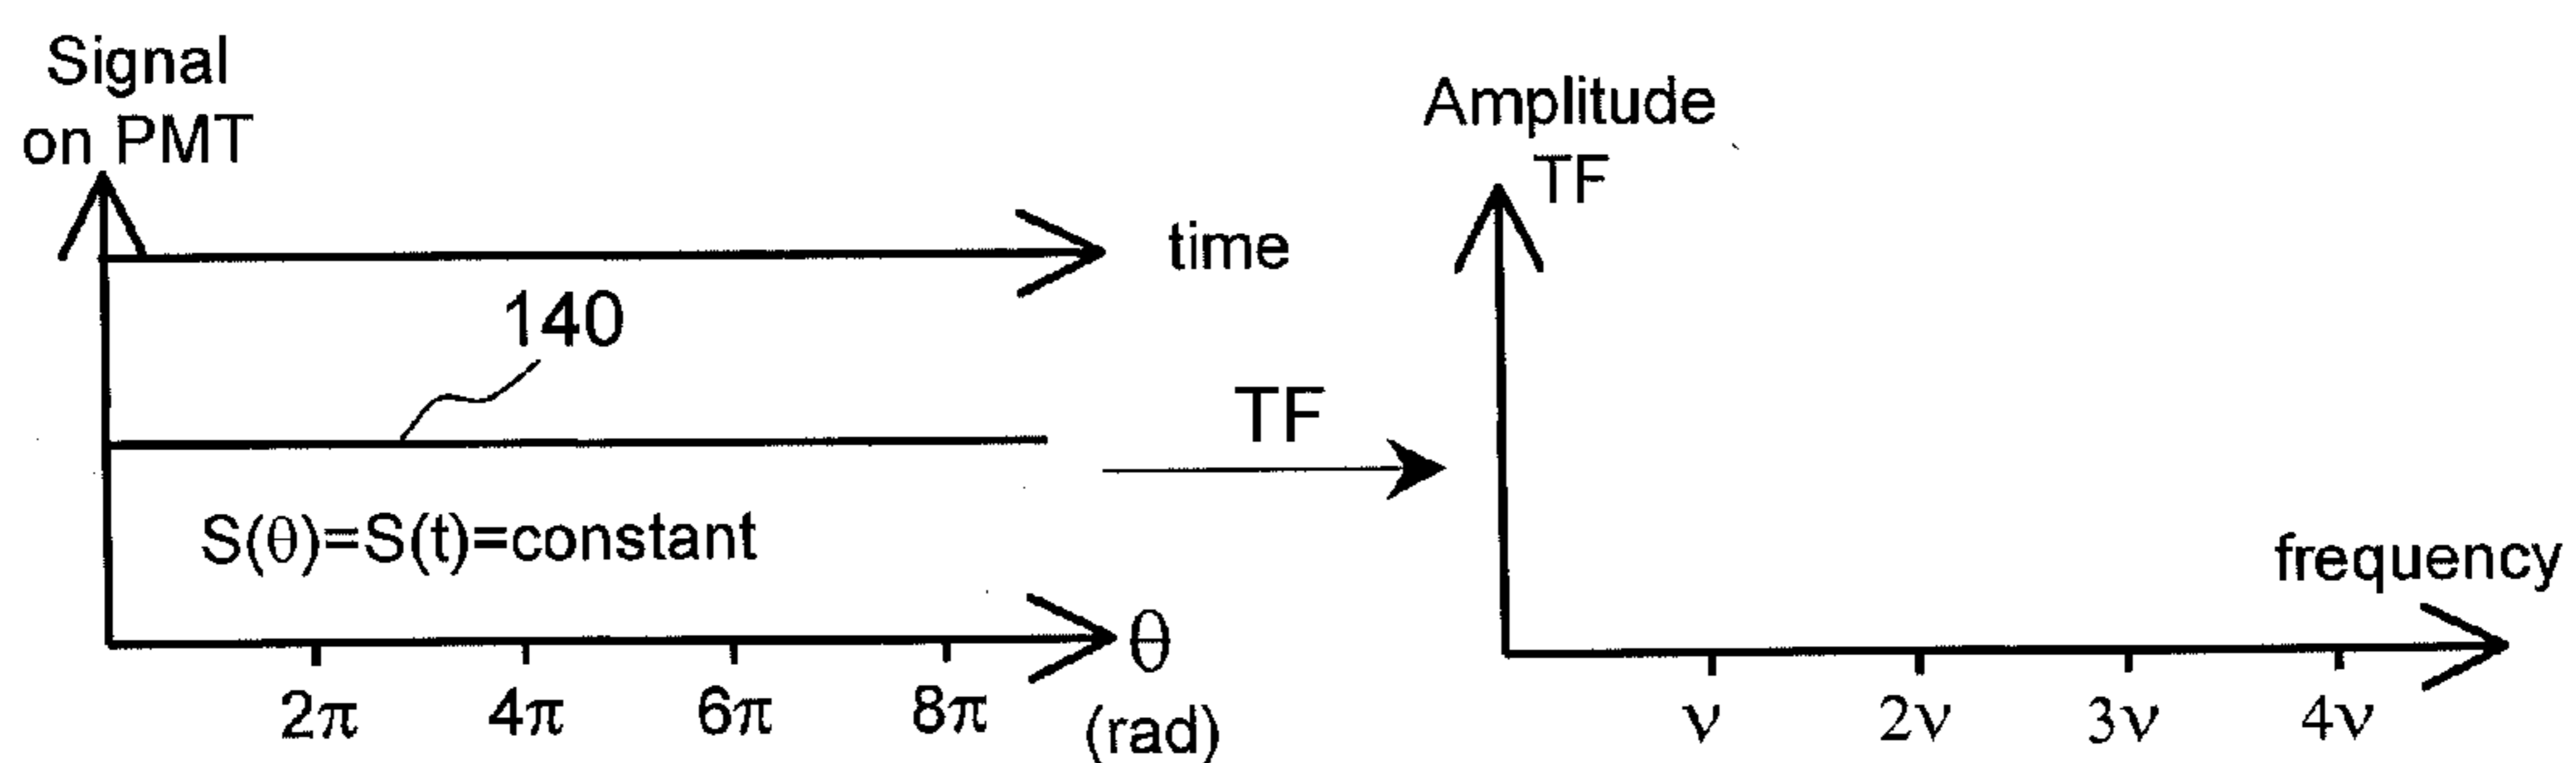 Signal
on PMT
time
140
S(θ)=S(t)=constant
θ
(rad)
2π 4π 6π 8π
TF
Amplitude
TF
frequency
ν 2ν 3ν 4ν